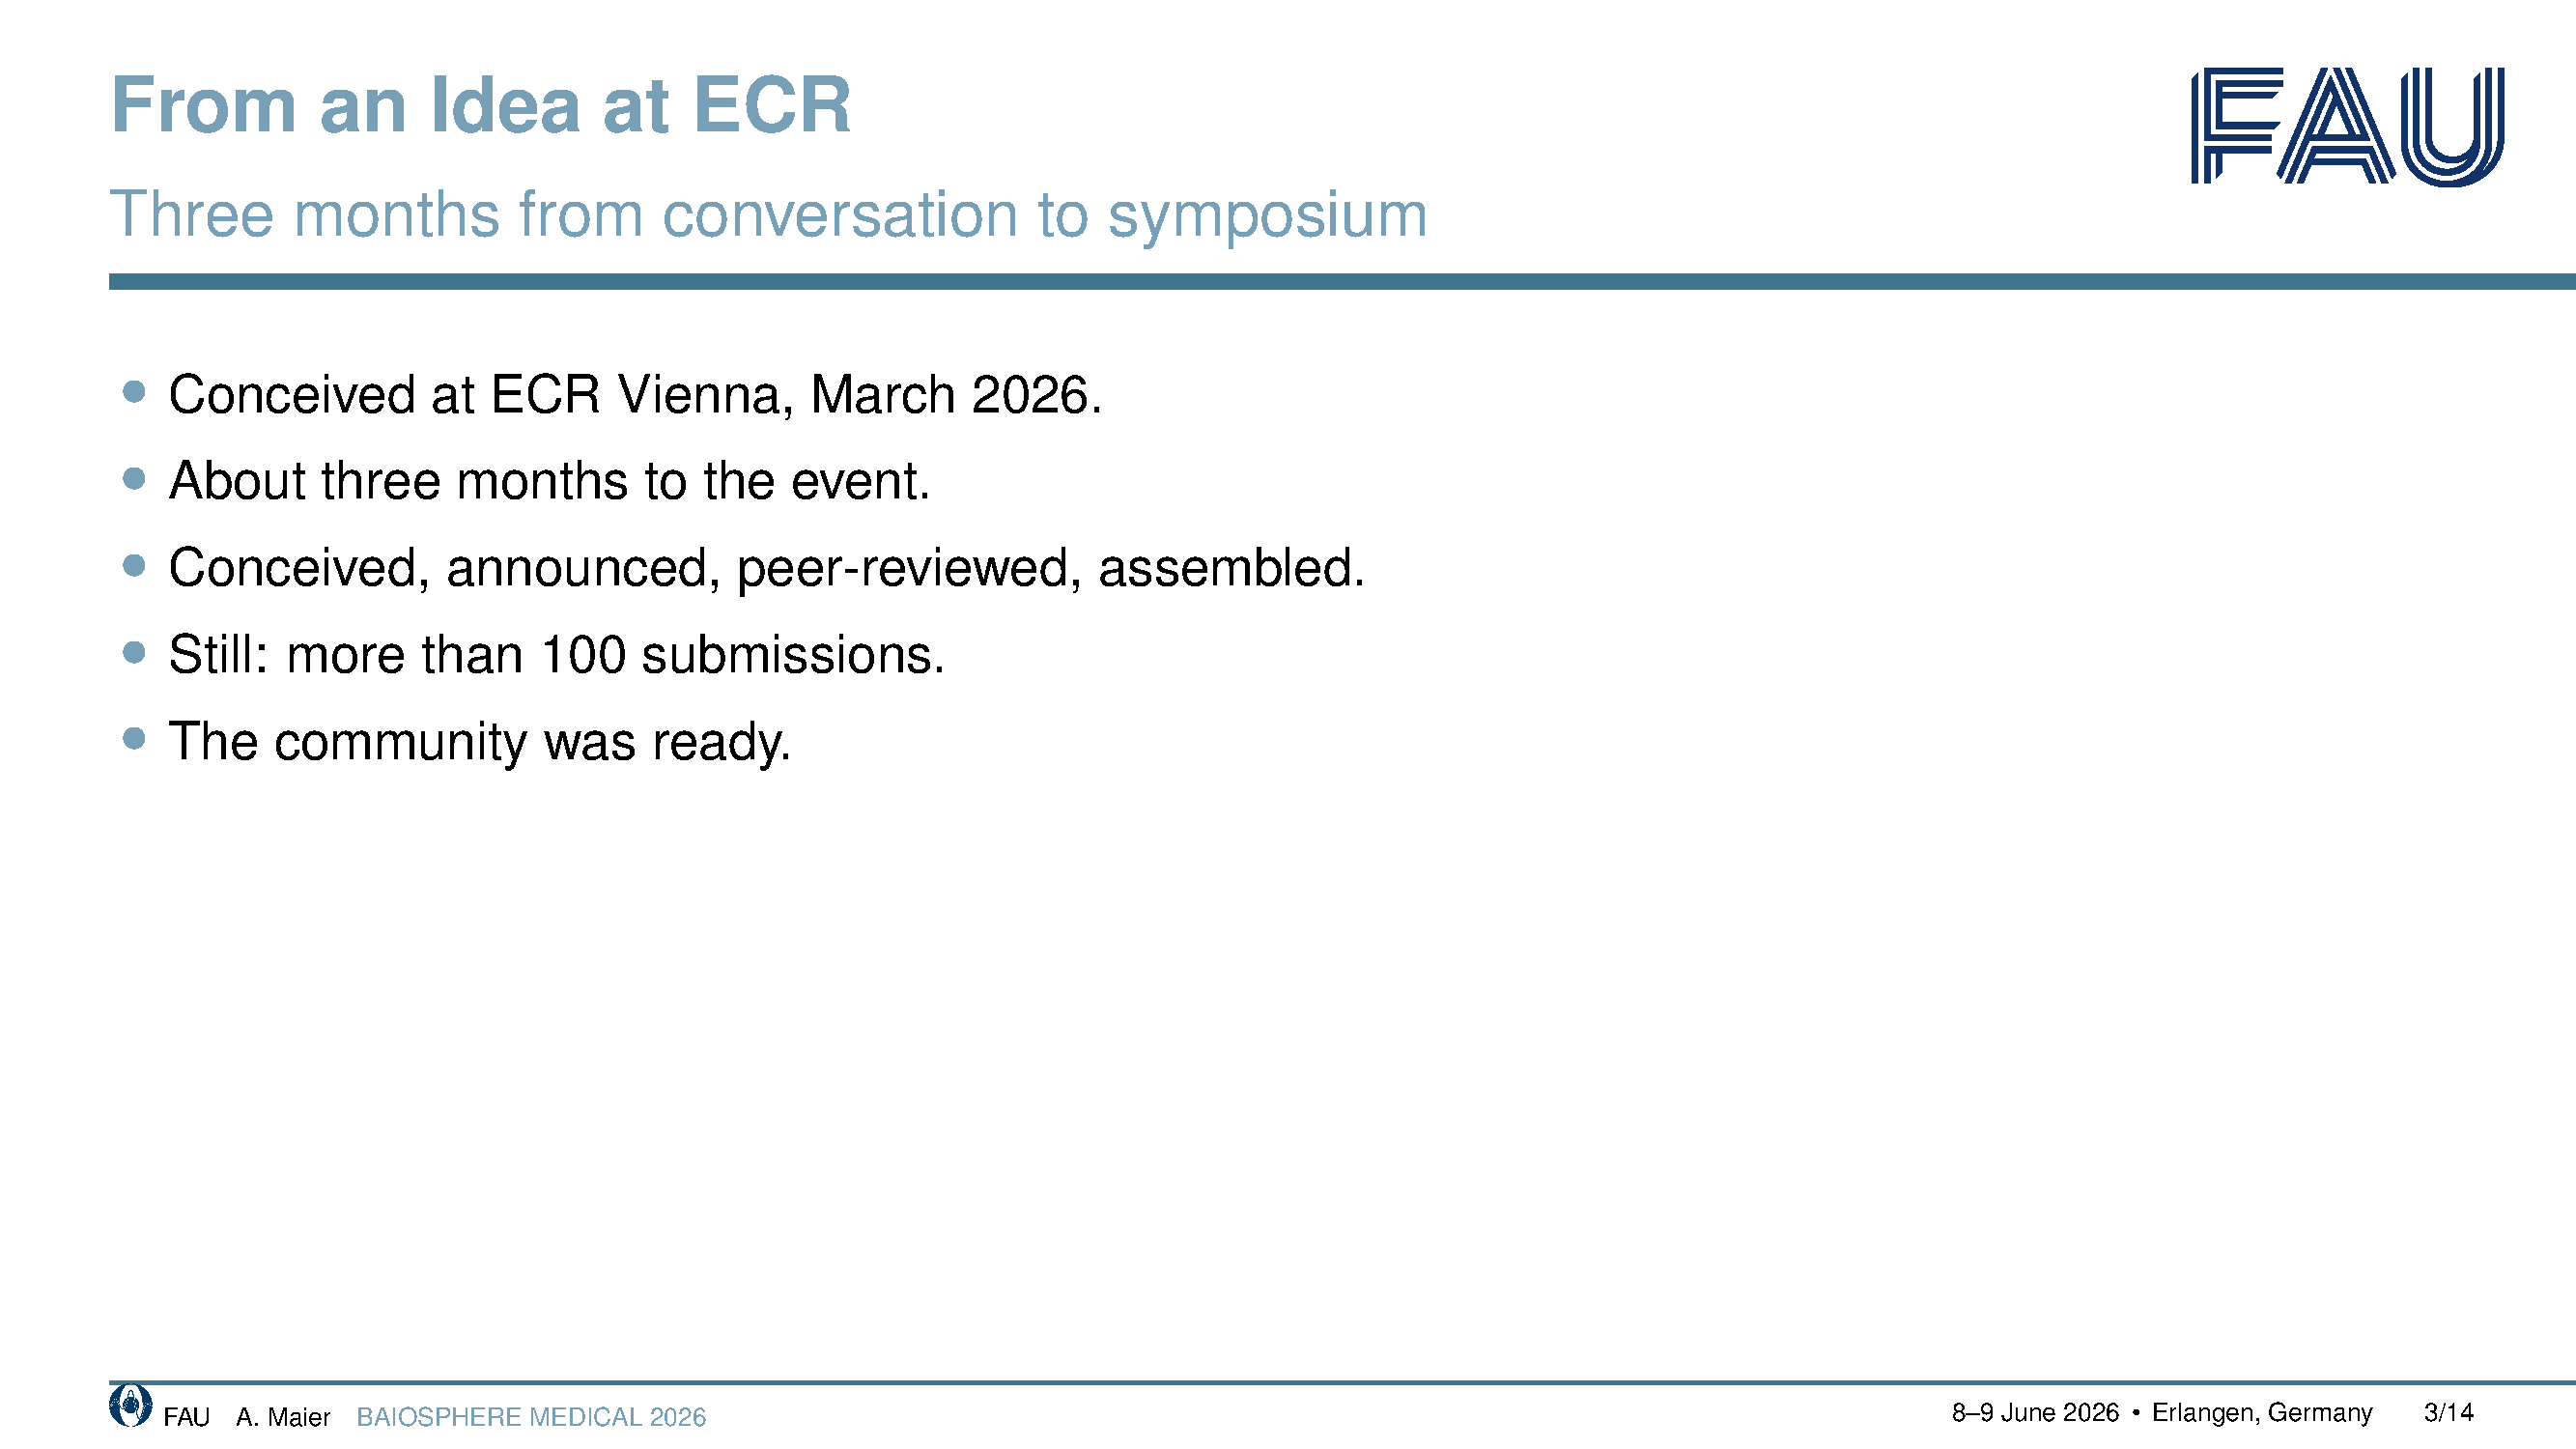 From an Idea at ECR
FAU
Three months from conversation to symposium
• Conceived at ECR Vienna, March 2026.
• About three months to the event.
• Conceived, announced, peer-reviewed, assembled.
• Still: more than 100 submissions.
• The community was ready.
FAU A. Maier BAIOSPHERE MEDICAL 2026
8–9 June 2026 • Erlangen, Germany 3/14